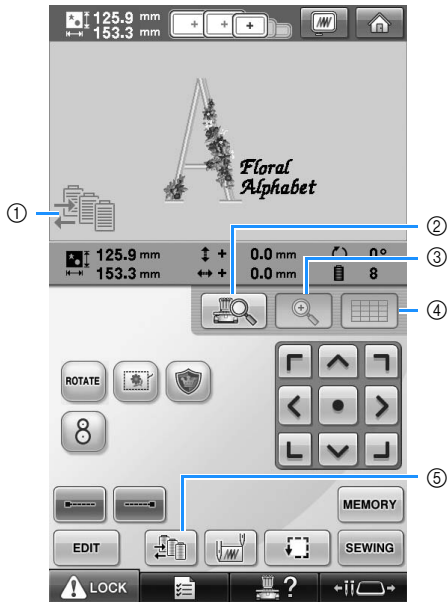 125.9 mm
153.3 mm
Floral
Alphabet
①
②
125.9 mm + 0.0 mm 0°
153.3 mm + 0.0 mm 8
③
④
ROTATE
8
⑤
MEMORY
EDIT
SEWING
LOCK
?